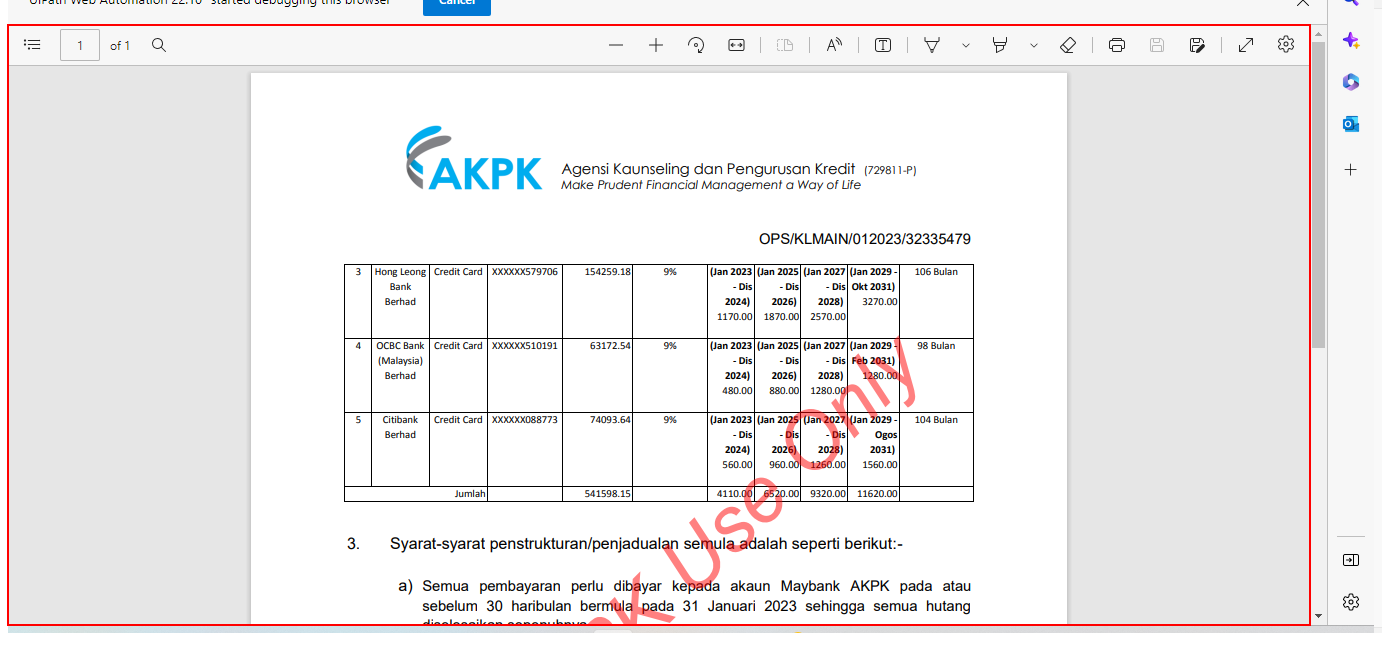 "UiPath Web Automation 22.10" started debugging this browser
Cancel
1 of 1
AKPK
Agensi Kaunseling dan Pengurusan Kredit (729811-P)
Make Prudent Financial Management a Way of Life
OPS/KLMAIN/012023/32335479
3 Hong Leong Credit Card XXXXXX579706 154259.18 9% (Jan 2023 (Jan 2025 (Jan 2027 (Jan 2029 - 106 Bulan
Bank - Dis - Dis - Dis Okt 2031)
Berhad 2024) 2026) 2028) 3270.00
1170.00 1870.00 2570.00
4 OCBC Bank Credit Card XXXXXX510191 63172.54 9% (Jan 2023 (Jan 2025 (Jan 2027 (Jan 2029 - 98 Bulan
(Malaysia) - Dis - Dis - Dis Feb 2031)
Berhad 2024) 2026) 2028) 1280.00
480.00 880.00 1280.00
5 Citibank Credit Card XXXXXX088773 74093.64 9% (Jan 2023 (Jan 2025 (Jan 2027 (Jan 2029 - 104 Bulan
Berhad - Dis - Dis - Dis Ogos
2024) 2026) 2028) 2031)
560.00 960.00 1260.00 1560.00
Jumlah 541598.15 4110.00 6520.00 9320.00 11620.00
3. Syarat-syarat penstrukturan/penjadualan semula adalah seperti berikut:-
a) Semua pembayaran perlu dibayar kepada akaun Maybank AKPK pada atau
sebelum 30 haribulan bermula pada 31 Januari 2023 sehingga semua hutang
K Use Only